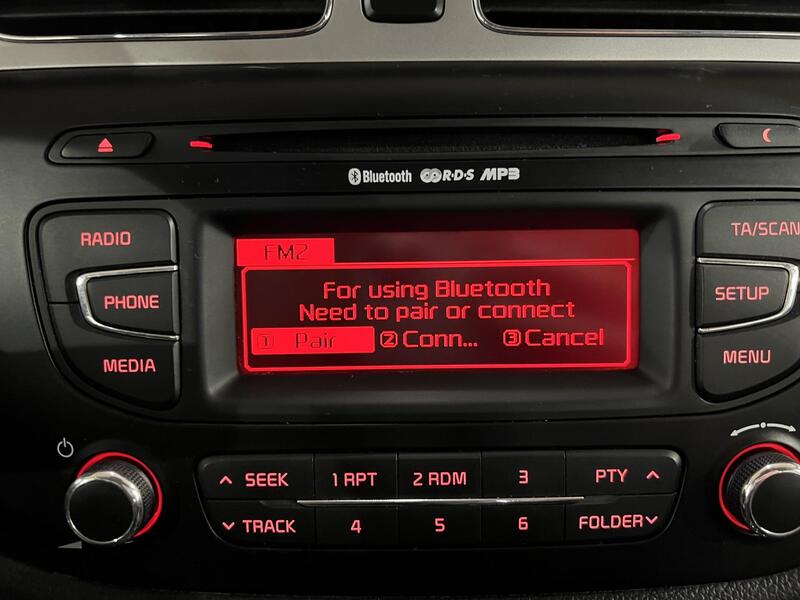 Bluetooth R·D·S MP3
RADIO
TA/SCAN
FM2
For using Bluetooth
Need to pair or connect
1 Pair 2 Conn... 3 Cancel
PHONE
SETUP
MEDIA
MENU
SEEK 1 RPT 2 RDM 3 PTY
TRACK 4 5 6 FOLDER